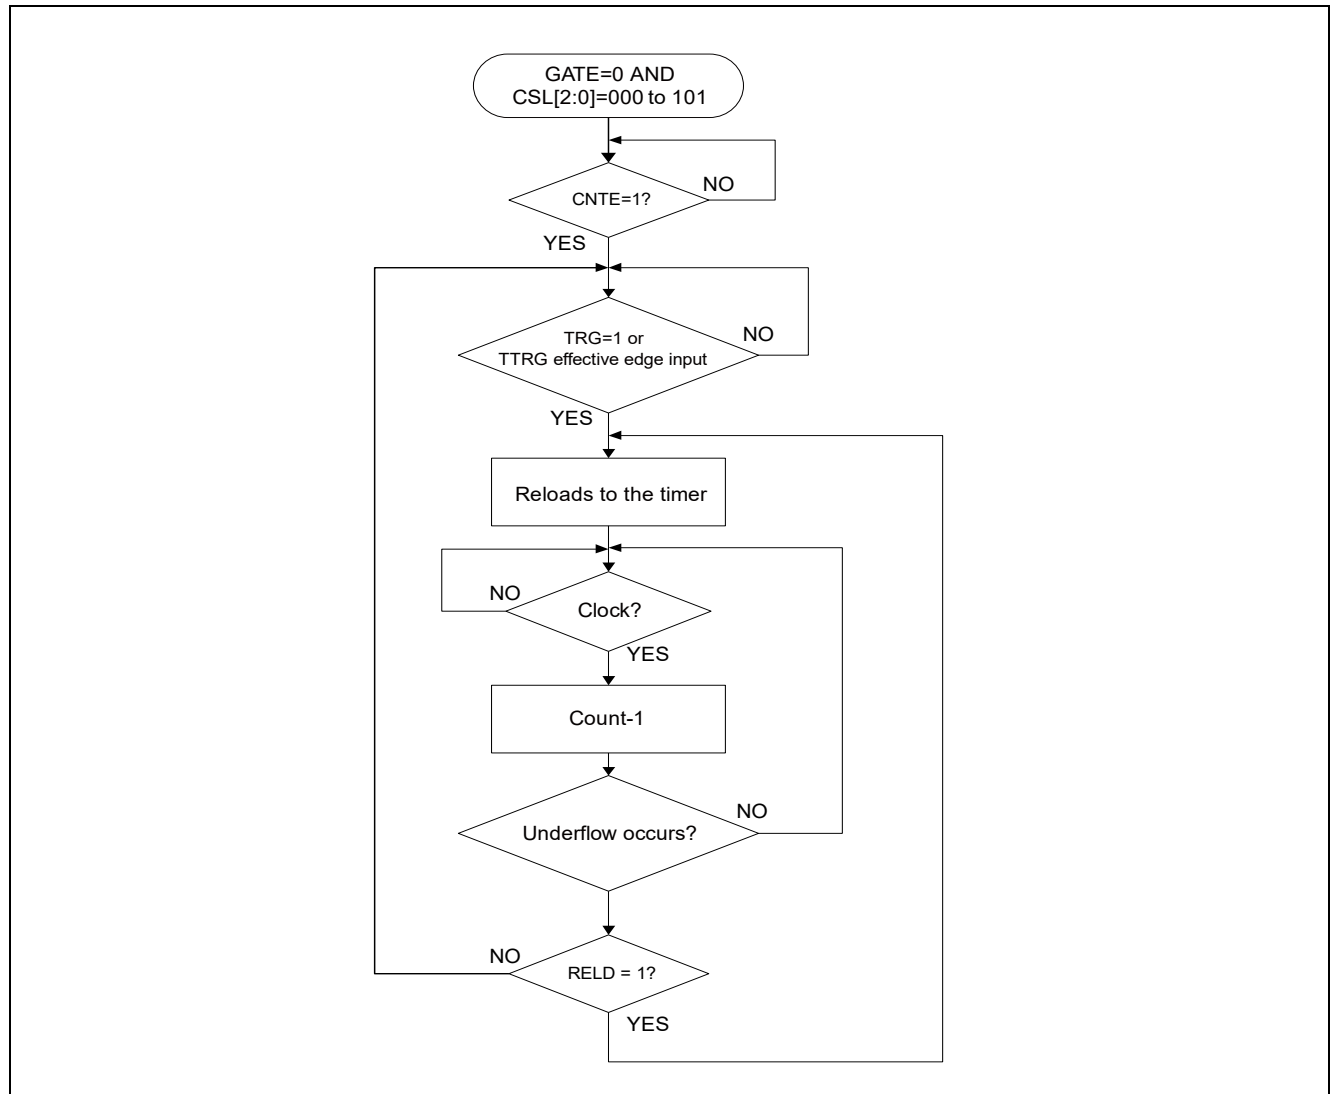 GATE=0 AND
CSL[2:0]=000 to 101
CNTE=1?
NO
YES
TRG=1 or
TTRG effective edge input
NO
YES
Reloads to the timer
NO
Clock?
YES
Count-1
NO
Underflow occurs?
NO
RELD = 1?
YES